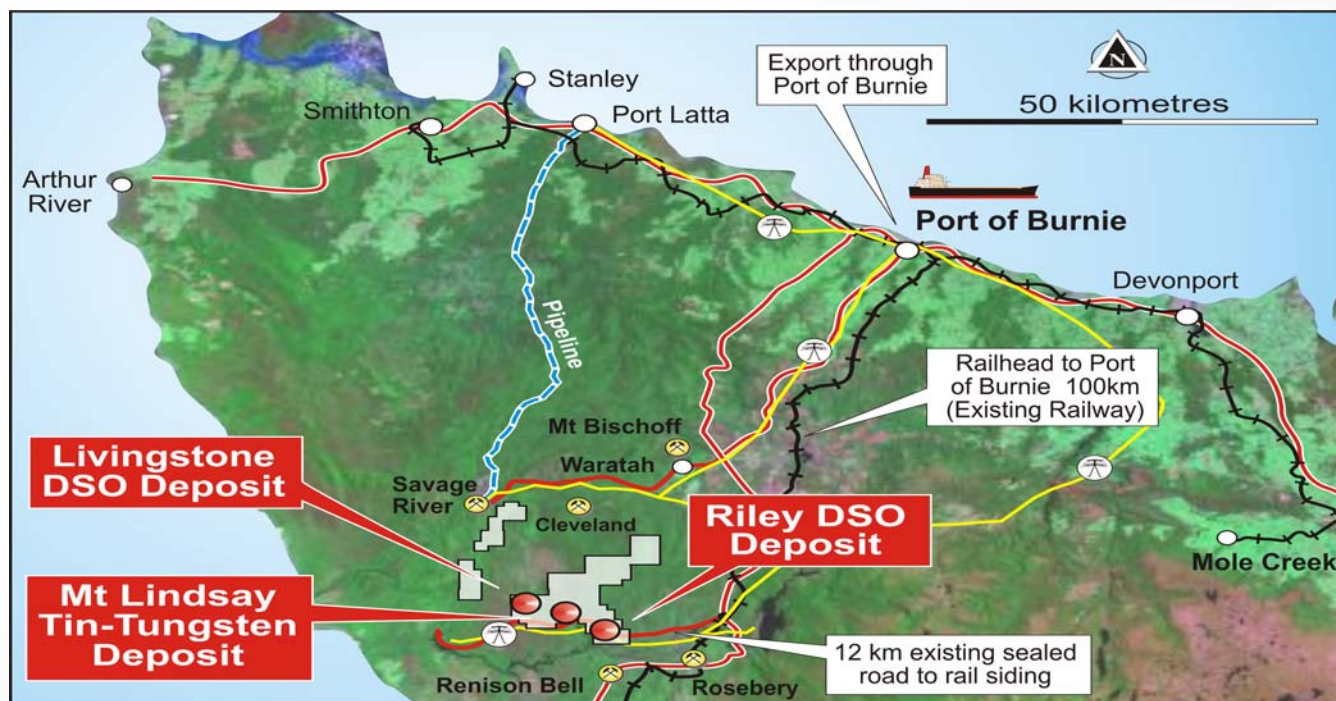 Export through
Port of Burnie
N
50 kilometres
Stanley
Smithton
Port Latta
Arthur
River
Port of Burnie
Devonport
Pipeline
Railhead to Port
of Burnie 100km
(Existing Railway)
Mt Bischoff
Waratah
Livingstone
DSO Deposit
Savage
River
Cleveland
Riley DSO
Deposit
Mole Creek
Mt Lindsay
Tin-Tungsten
Deposit
12 km existing sealed
road to rail siding
Renison Bell
Rosebery